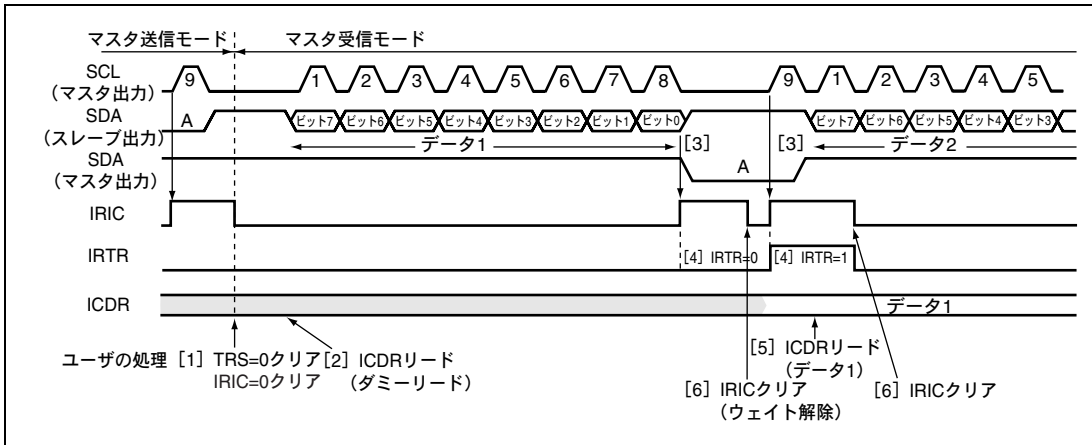 マスタ送信モード マスタ受信モード
SCL
（マスタ出力）
9 1 2 3 4 5 6 7 8 9 1 2 3 4 5
SDA
（スレーブ出力）
A ビット7 ビット6 ビット5 ビット4 ビット3 ビット2 ビット1 ビット0 ビット7 ビット6 ビット5 ビット4 ビット3
データ1 [3] [3] データ2
SDA
（マスタ出力）
A
IRIC
IRTR
[4] IRTR=0 [4] IRTR=1
ICDR
データ1
ユーザの処理 [1] TRS=0クリア [2] ICDRリード
IRIC=0クリア （ダミーリード）
[5] ICDRリード
（データ1）
[6] IRICクリア
（ウェイト解除）
[6] IRICクリア